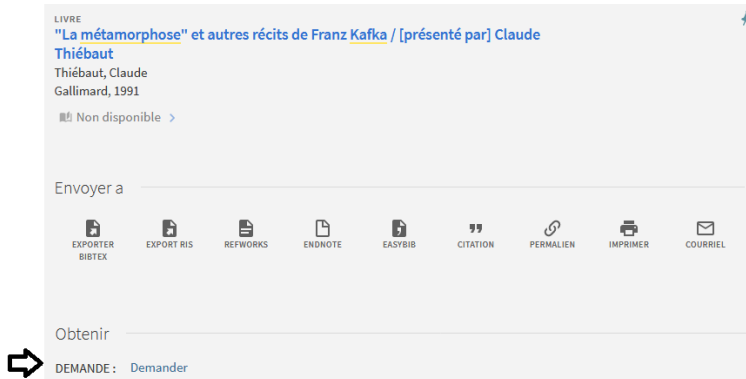 LIVRE
"La métamorphose" et autres récits de Franz Kafka / [présenté par] Claude
Thiébaut
Thiébaut, Claude
Gallimard, 1991
Non disponible
Envoyer a
EXPORTER BIBTEX
EXPORT RIS
REFWORKS
ENDNOTE
EASYBIB
CITATION
PERMALIEN
IMPRIMER
COURRIEL
Obtenir
DEMANDE : Demander